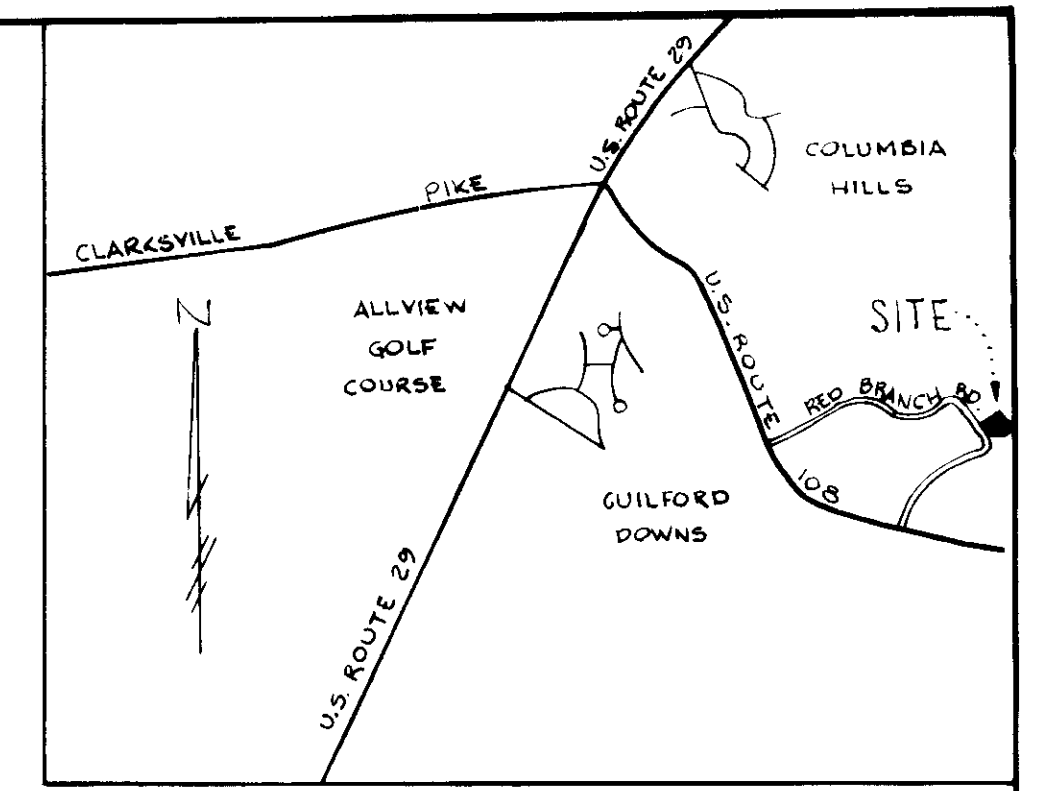 U.S. ROUTE 29
COLUMBIA
HILLS
CLARKSVILLE PIKE
N
ALLVIEW
GOLF
COURSE
U.S. ROUTE 108
SITE
RED BRANCH RD.
GUILFORD
DOWNS
U.S. ROUTE 29